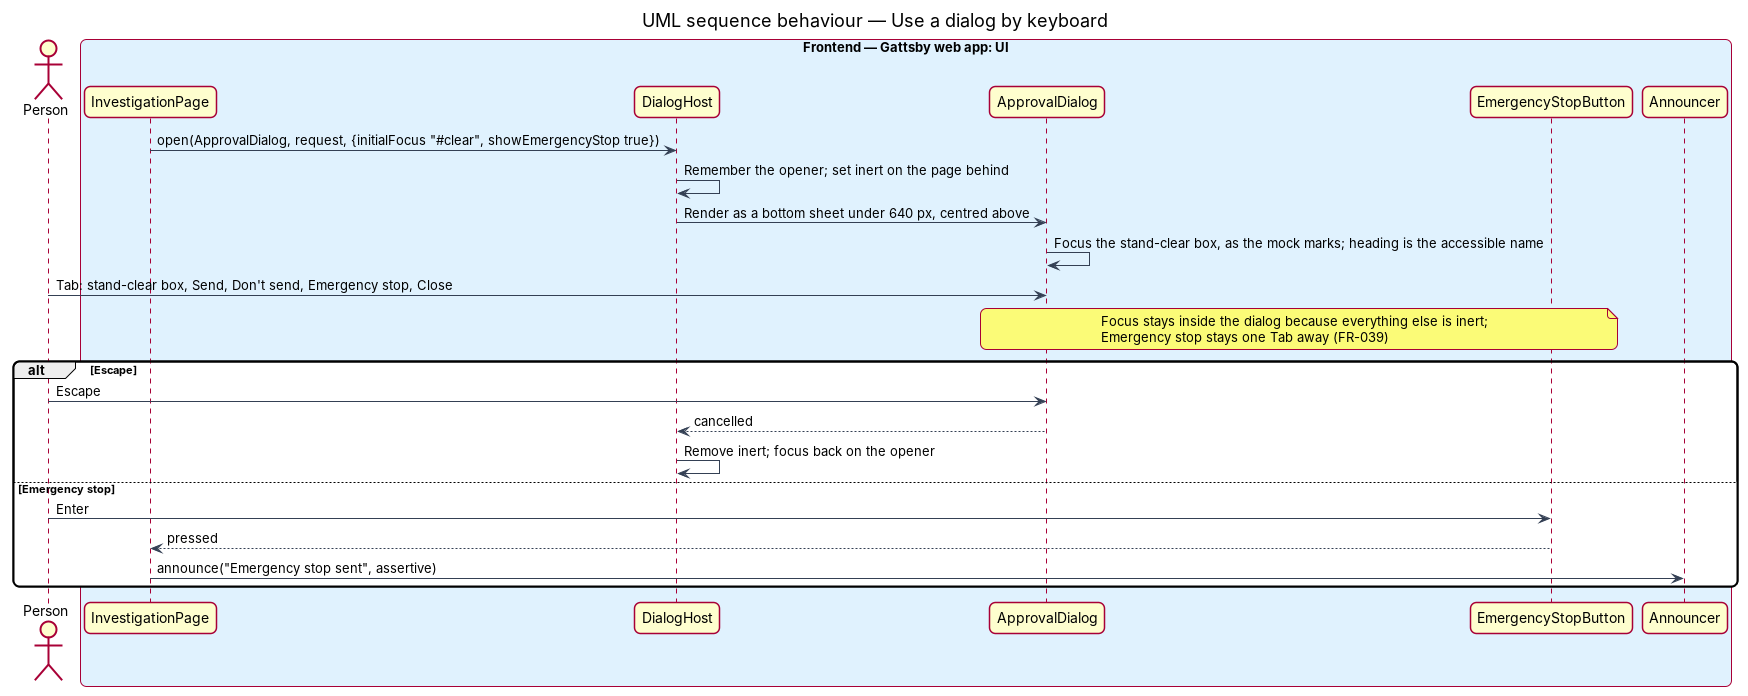 UML sequence behaviour — Use a dialog by keyboard
Frontend — Gattsby web app: UI
Person
InvestigationPage
DialogHost
ApprovalDialog
EmergencyStopButton
Announcer
open(ApprovalDialog, request, {initialFocus "#clear", showEmergencyStop true})
Remember the opener; set inert on the page behind
Render as a bottom sheet under 640 px, centred above
Focus the stand-clear box, as the mock marks; heading is the accessible name
Tab: stand-clear box, Send, Don't send, Emergency stop, Close
Focus stays inside the dialog because everything else is inert;
Emergency stop stays one Tab away (FR-039)
alt
[Escape]
Escape
cancelled
Remove inert; focus back on the opener
[Emergency stop]
Enter
pressed
announce("Emergency stop sent", assertive)
Person
InvestigationPage
DialogHost
ApprovalDialog
EmergencyStopButton
Announcer